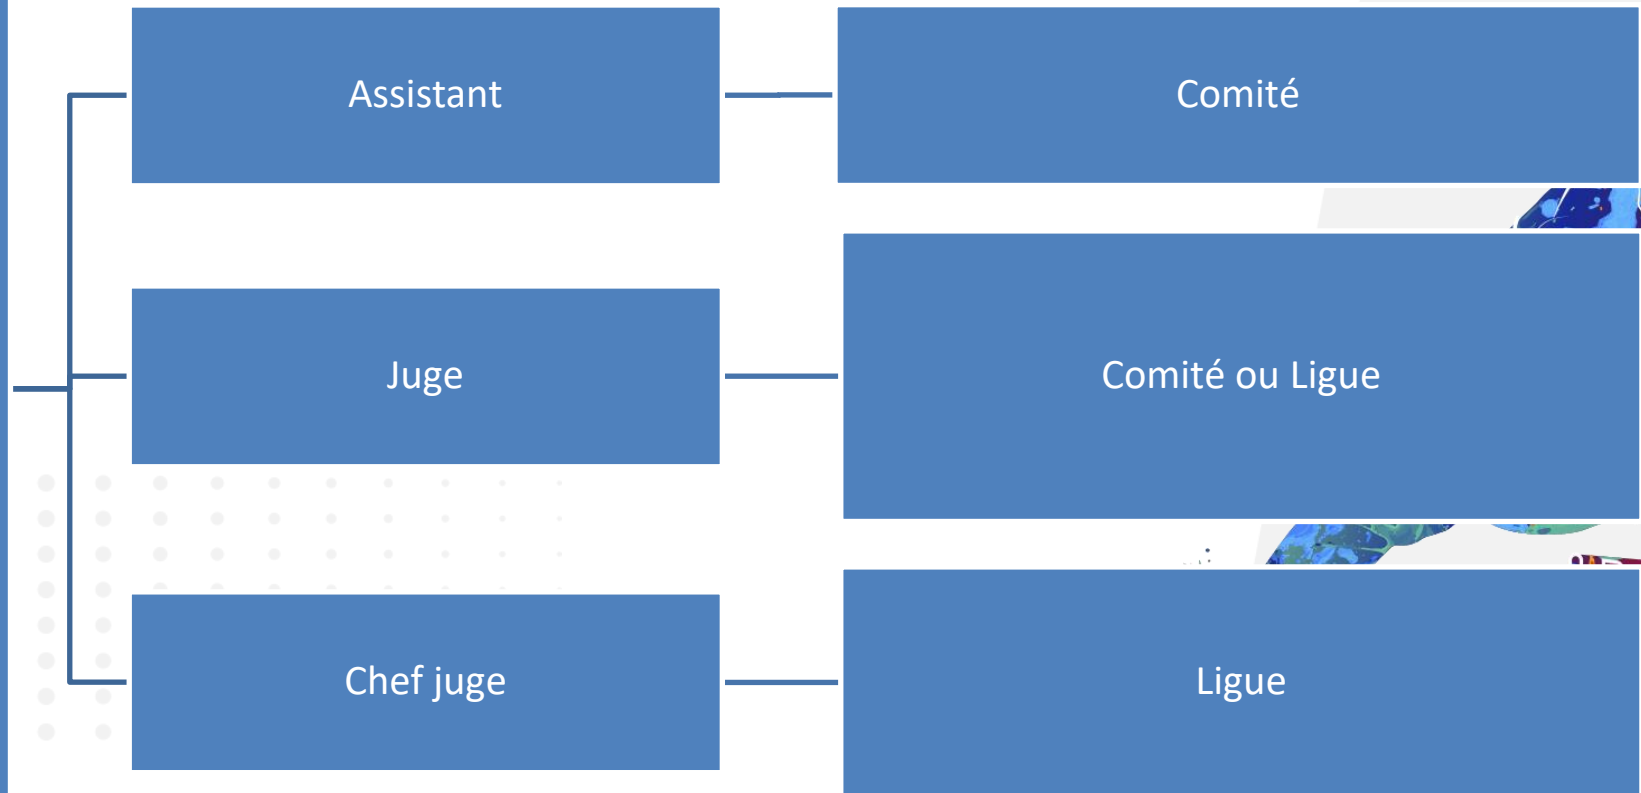 Assistant
Comité
Juge
Comité ou Ligue
Chef juge
Ligue